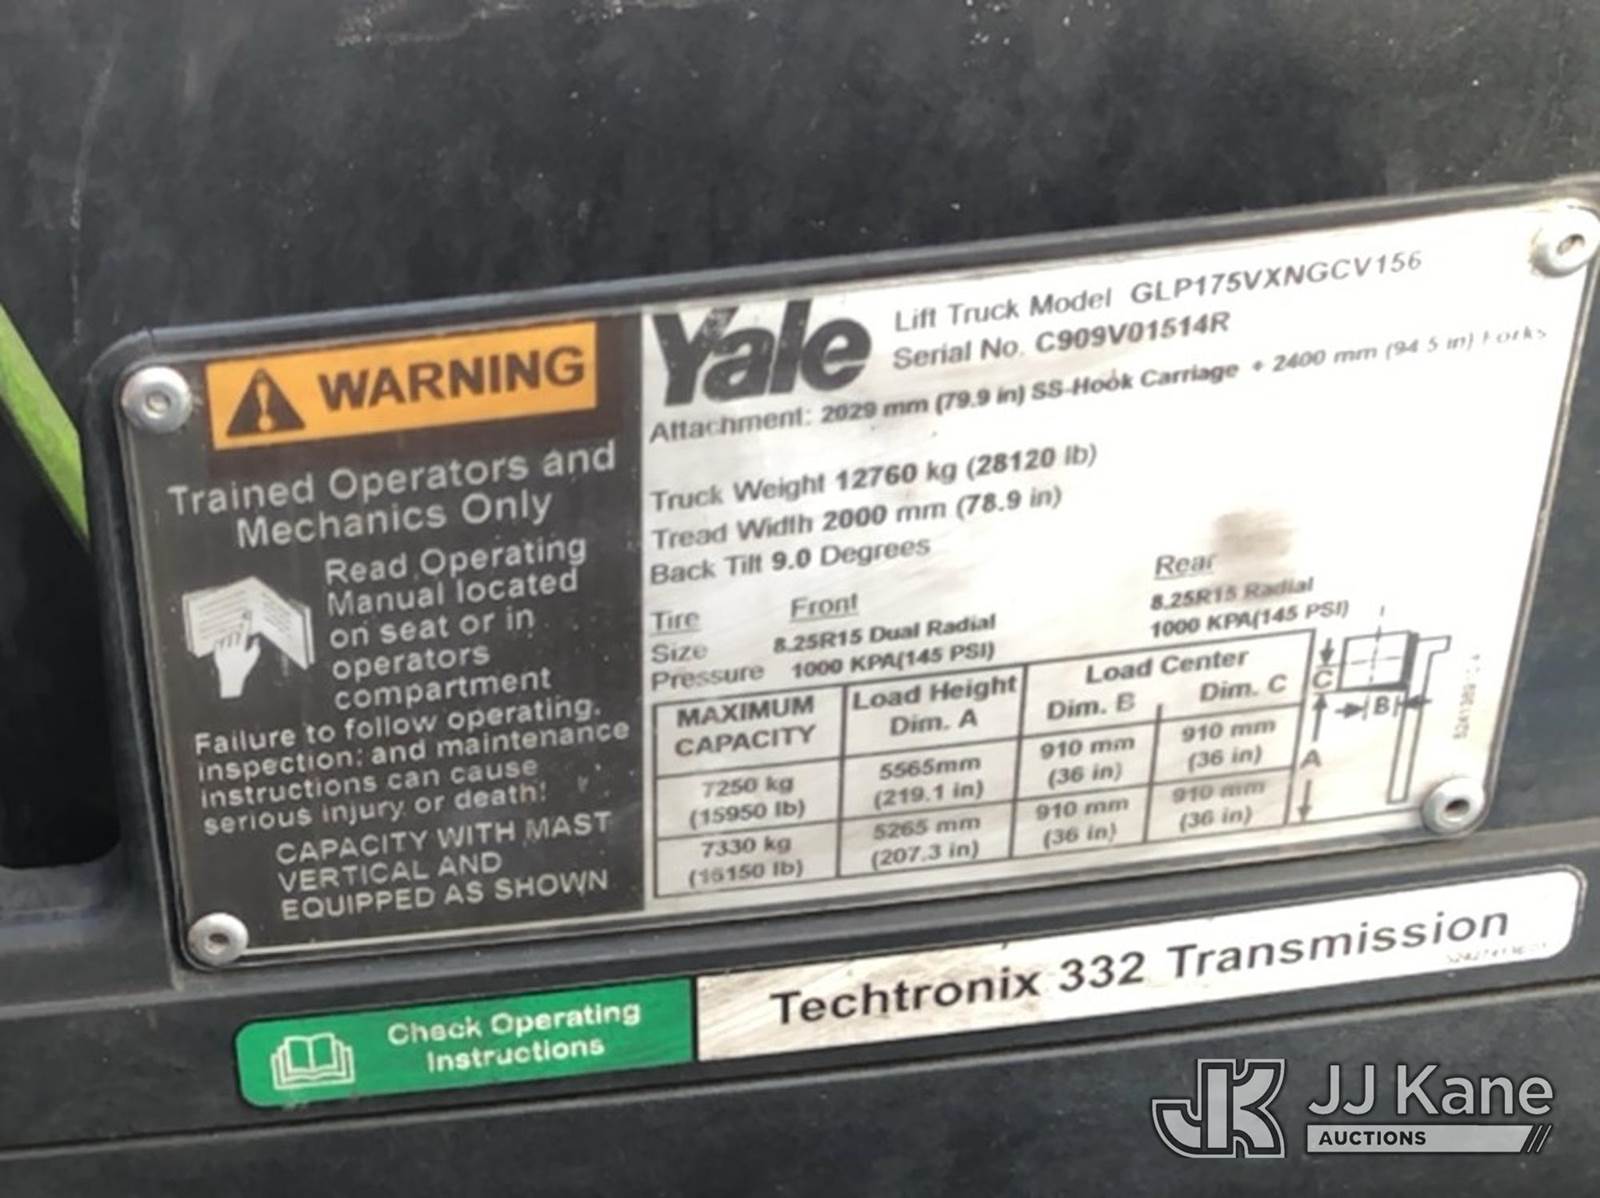 WARNING
Trained Operators and
Mechanics Only
Read Operating
Manual located
on seat or in
operators
compartment
Failure to follow operating,
inspection; and maintenance
instructions can cause
serious injury or death!
CAPACITY WITH MAST
VERTICAL AND
EQUIPPED AS SHOWN
Yale
Lift Truck Model GLP175VXNGCV156
Serial No. C909V01514R
Attachment: 2029 mm (79.9 in) SS-Hook Carriage + 2400 mm (94.5 in) Forks
Truck Weight 12760 kg (28120 lb)
Tread Width 2000 mm (78.9 in)
Back Tilt 9.0 Degrees
Tire Front Rear
Size 8.25R15 Dual Radial 8.25R15 Radial
Pressure 1000 KPA(145 PSI) 1000 KPA(145 PSI)
MAXIMUM CAPACITY Load Height Dim. A Load Center Dim. B Dim. C
7250 kg 5565mm 910 mm 910 mm
(15950 lb) (219.1 in) (36 in) (36 in)
7330 kg 5265 mm 910 mm 910 mm
(16150 lb) (207.3 in) (36 in) (36 in)
C
B
A
Check Operating
Instructions
Techtronix 332 Transmission
JK
JJ Kane
AUCTIONS